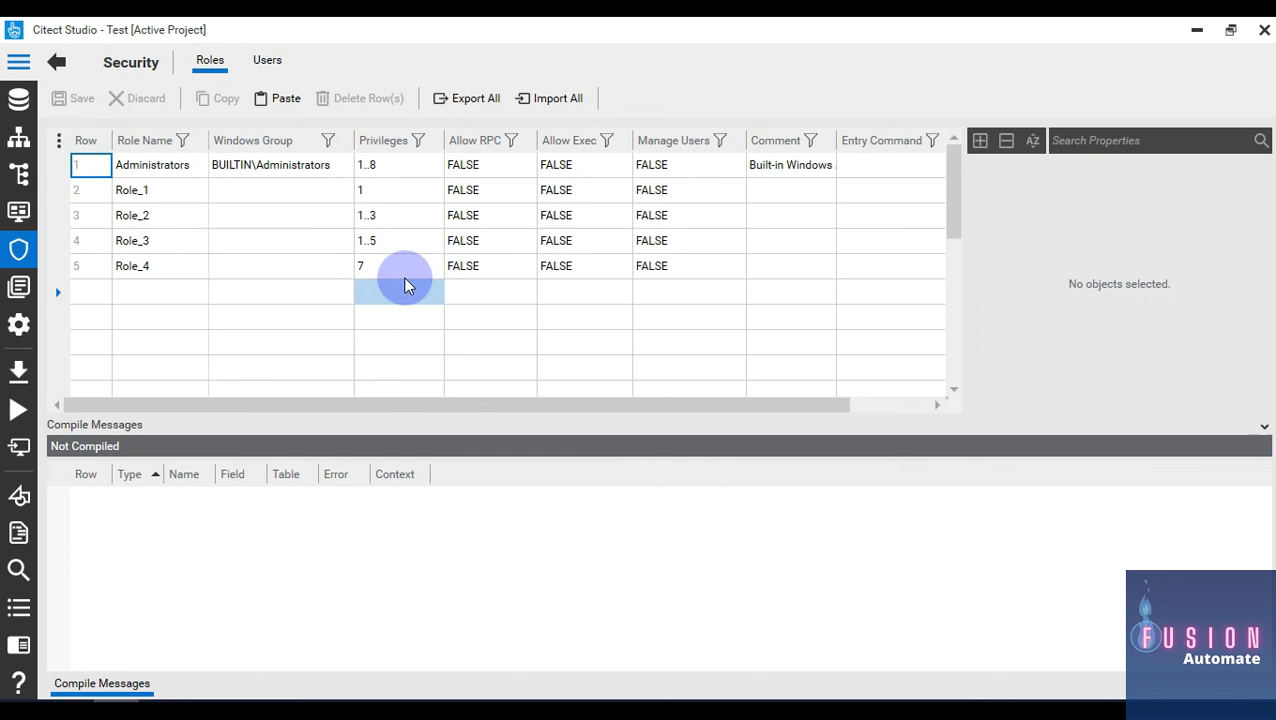 Citect Studio - Test [Active Project]
Security Roles Users
Save Discard Copy Paste Delete Row(s) Export All Import All
Row Role Name Windows Group Privileges Allow RPC Allow Exec Manage Users Comment Entry Command
1 Administrators BUILTIN\Administrators 1..8 FALSE FALSE FALSE Built-in Windows
2 Role_1 1 FALSE FALSE FALSE
3 Role_2 1..3 FALSE FALSE FALSE
4 Role_3 1..5 FALSE FALSE FALSE
5 Role_4 7 FALSE FALSE FALSE
Search Properties
No objects selected.
Compile Messages
Not Compiled
Row Type Name Field Table Error Context
Compile Messages
FUSION
Automate